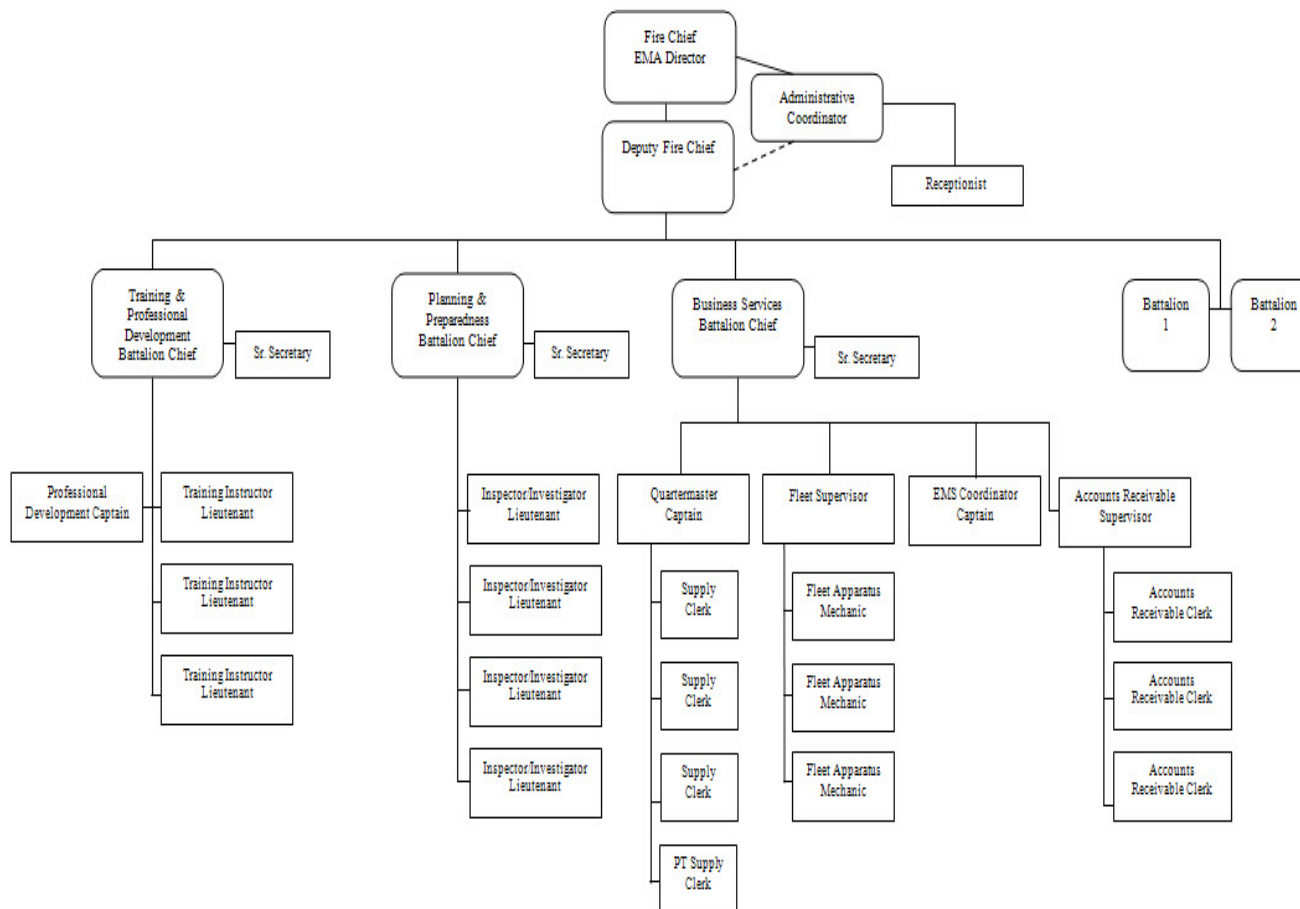 Fire Chief
EMA Director
Administrative
Coordinator
Deputy Fire Chief
Receptionist
Training &
Professional
Development
Battalion Chief
Sr. Secretary
Planning &
Preparedness
Battalion Chief
Sr. Secretary
Business Services
Battalion Chief
Sr. Secretary
Battalion
1
Battalion
2
Professional
Development Captain
Training Instructor
Lieutenant
Training Instructor
Lieutenant
Training Instructor
Lieutenant
Inspector/Investigator
Lieutenant
Inspector/Investigator
Lieutenant
Inspector/Investigator
Lieutenant
Inspector/Investigator
Lieutenant
Quartermaster
Captain
Supply
Clerk
Supply
Clerk
Supply
Clerk
PT Supply
Clerk
Fleet Supervisor
Fleet Apparatus
Mechanic
Fleet Apparatus
Mechanic
Fleet Apparatus
Mechanic
EMS Coordinator
Captain
Accounts Receivable
Supervisor
Accounts
Receivable Clerk
Accounts
Receivable Clerk
Accounts
Receivable Clerk